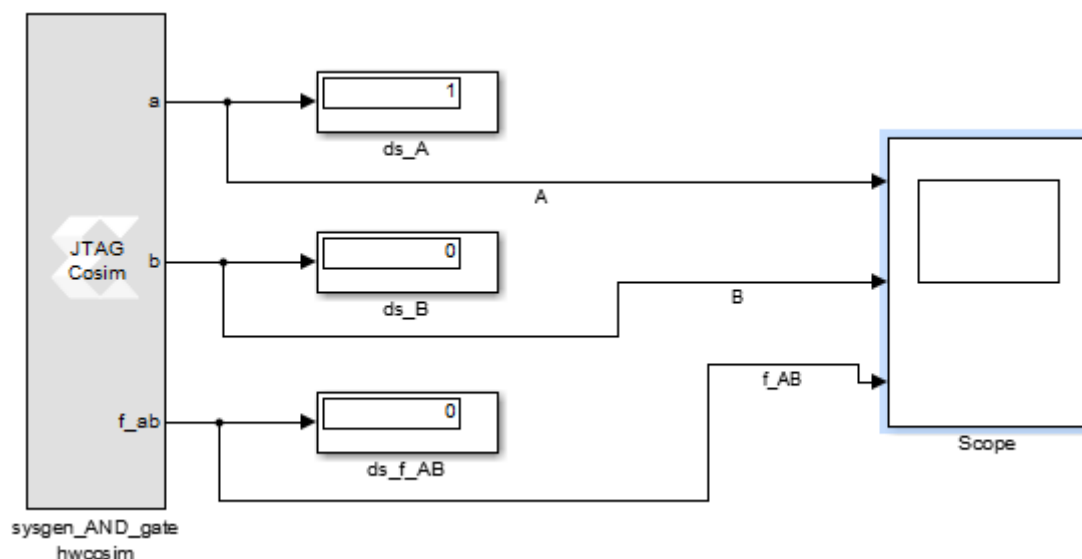 a
1
ds_A
A
JTAG
Cosim
b
0
ds_B
B
f_ab
0
ds_f_AB
f_AB
Scope
sysgen_AND_gate
hwcosim